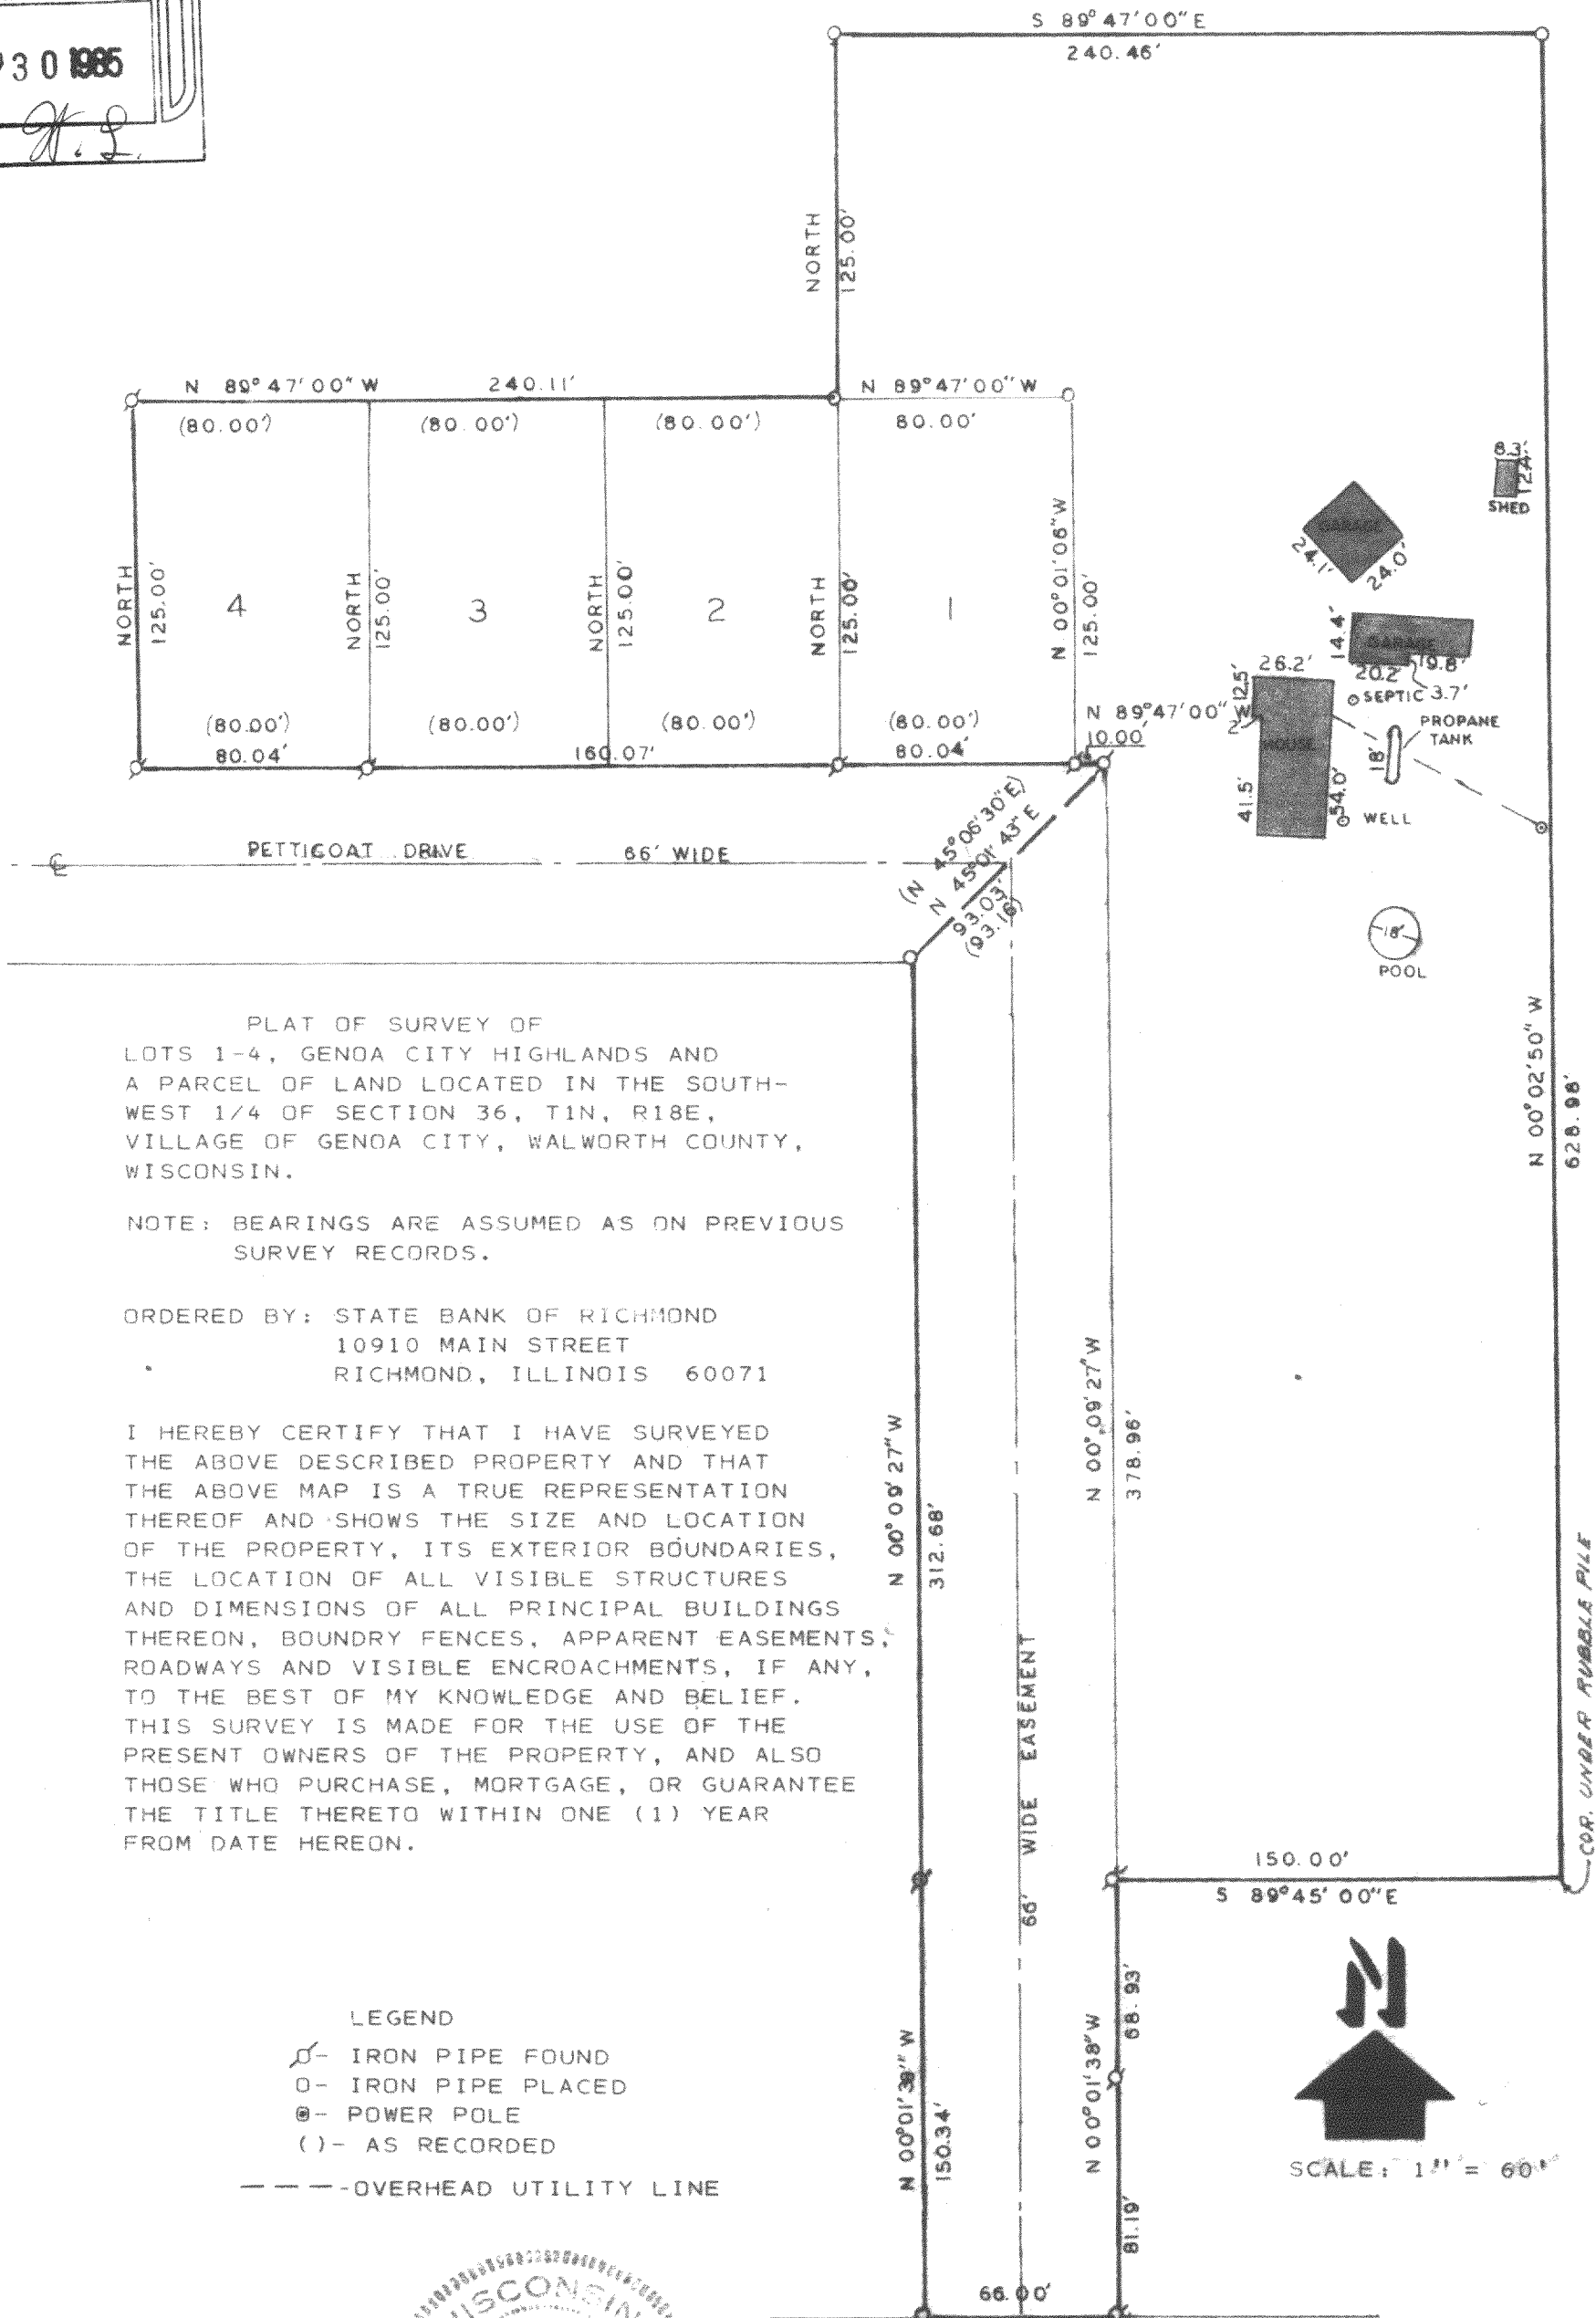 30 1985
W. L.
S 89°47'00"E
240.46'
NORTH
125.00'
N 89°47'00"W 240.11'
N 89°47'00"W
(80.00')
(80.00')
(80.00')
80.00'
8.3'
12.4'
SHED
GARAGE
24.1'
24.0'
NORTH
125.00'
4
NORTH
125.00'
3
NORTH
125.00'
2
NORTH
125.00'
1
N 00°01'06"W
125.00'
14.4'
GARAGE
20.2'
19.8'
3.7'
SEPTIC
26.2'
12.5'
2'
HOUSE
41.5'
54.0'
WELL
18'
PROPANE
TANK
(80.00')
(80.00')
(80.00')
(80.00')
80.04'
160.07'
80.04'
N 89°47'00" W
10.00'
PETTICOAT DRIVE 66' WIDE
(N 45°06'30"E)
N 45°01'43"E
93.03'
(93.16')
18'
POOL
PLAT OF SURVEY OF
LOTS 1-4, GENOA CITY HIGHLANDS AND
A PARCEL OF LAND LOCATED IN THE SOUTH-
WEST 1/4 OF SECTION 36, T1N, R18E,
VILLAGE OF GENOA CITY, WALWORTH COUNTY,
WISCONSIN.
NOTE: BEARINGS ARE ASSUMED AS ON PREVIOUS
SURVEY RECORDS.
ORDERED BY: STATE BANK OF RICHMOND
10910 MAIN STREET
RICHMOND, ILLINOIS 60071
I HEREBY CERTIFY THAT I HAVE SURVEYED
THE ABOVE DESCRIBED PROPERTY AND THAT
THE ABOVE MAP IS A TRUE REPRESENTATION
THEREOF AND SHOWS THE SIZE AND LOCATION
OF THE PROPERTY, ITS EXTERIOR BOUNDARIES,
THE LOCATION OF ALL VISIBLE STRUCTURES
AND DIMENSIONS OF ALL PRINCIPAL BUILDINGS
THEREON, BOUNDRY FENCES, APPARENT EASEMENTS,
ROADWAYS AND VISIBLE ENCROACHMENTS, IF ANY,
TO THE BEST OF MY KNOWLEDGE AND BELIEF.
THIS SURVEY IS MADE FOR THE USE OF THE
PRESENT OWNERS OF THE PROPERTY, AND ALSO
THOSE WHO PURCHASE, MORTGAGE, OR GUARANTEE
THE TITLE THERETO WITHIN ONE (1) YEAR
FROM DATE HEREON.
N 00°09'27"W
312.68'
66' WIDE EASEMENT
N 00°09'27"W
378.96'
N 00°02'50" W
628.98'
COR. UNDER RUBBLE PILE
150.00'
S 89°45'00"E
N 00°01'38" W
150.34'
N 00°01'38"W
68.93'
81.19'
66.00'
N
SCALE: 1" = 60'
LEGEND
- IRON PIPE FOUND
O- IRON PIPE PLACED
- POWER POLE
( )- AS RECORDED
- - - -OVERHEAD UTILITY LINE
WISCONSIN